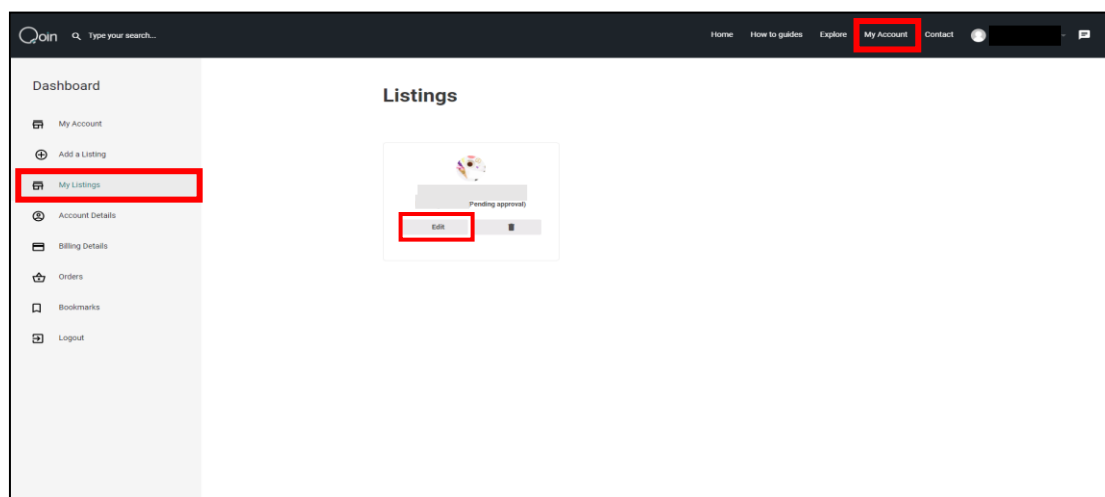 Qoin
Type your search...
Home How to guides Explore My Account Contact
Dashboard
My Account
Add a Listing
My Listings
Account Details
Billing Details
Orders
Bookmarks
Logout
Listings
Pending approval)
Edit